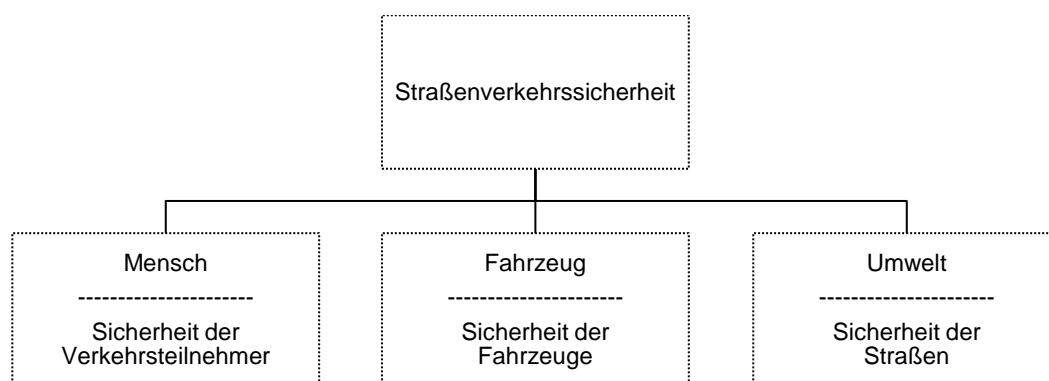 Straßenverkehrssicherheit
Mensch
----------------------
Sicherheit der
Verkehrsteilnehmer
Fahrzeug
----------------------
Sicherheit der
Fahrzeuge
Umwelt
----------------------
Sicherheit der
Straßen